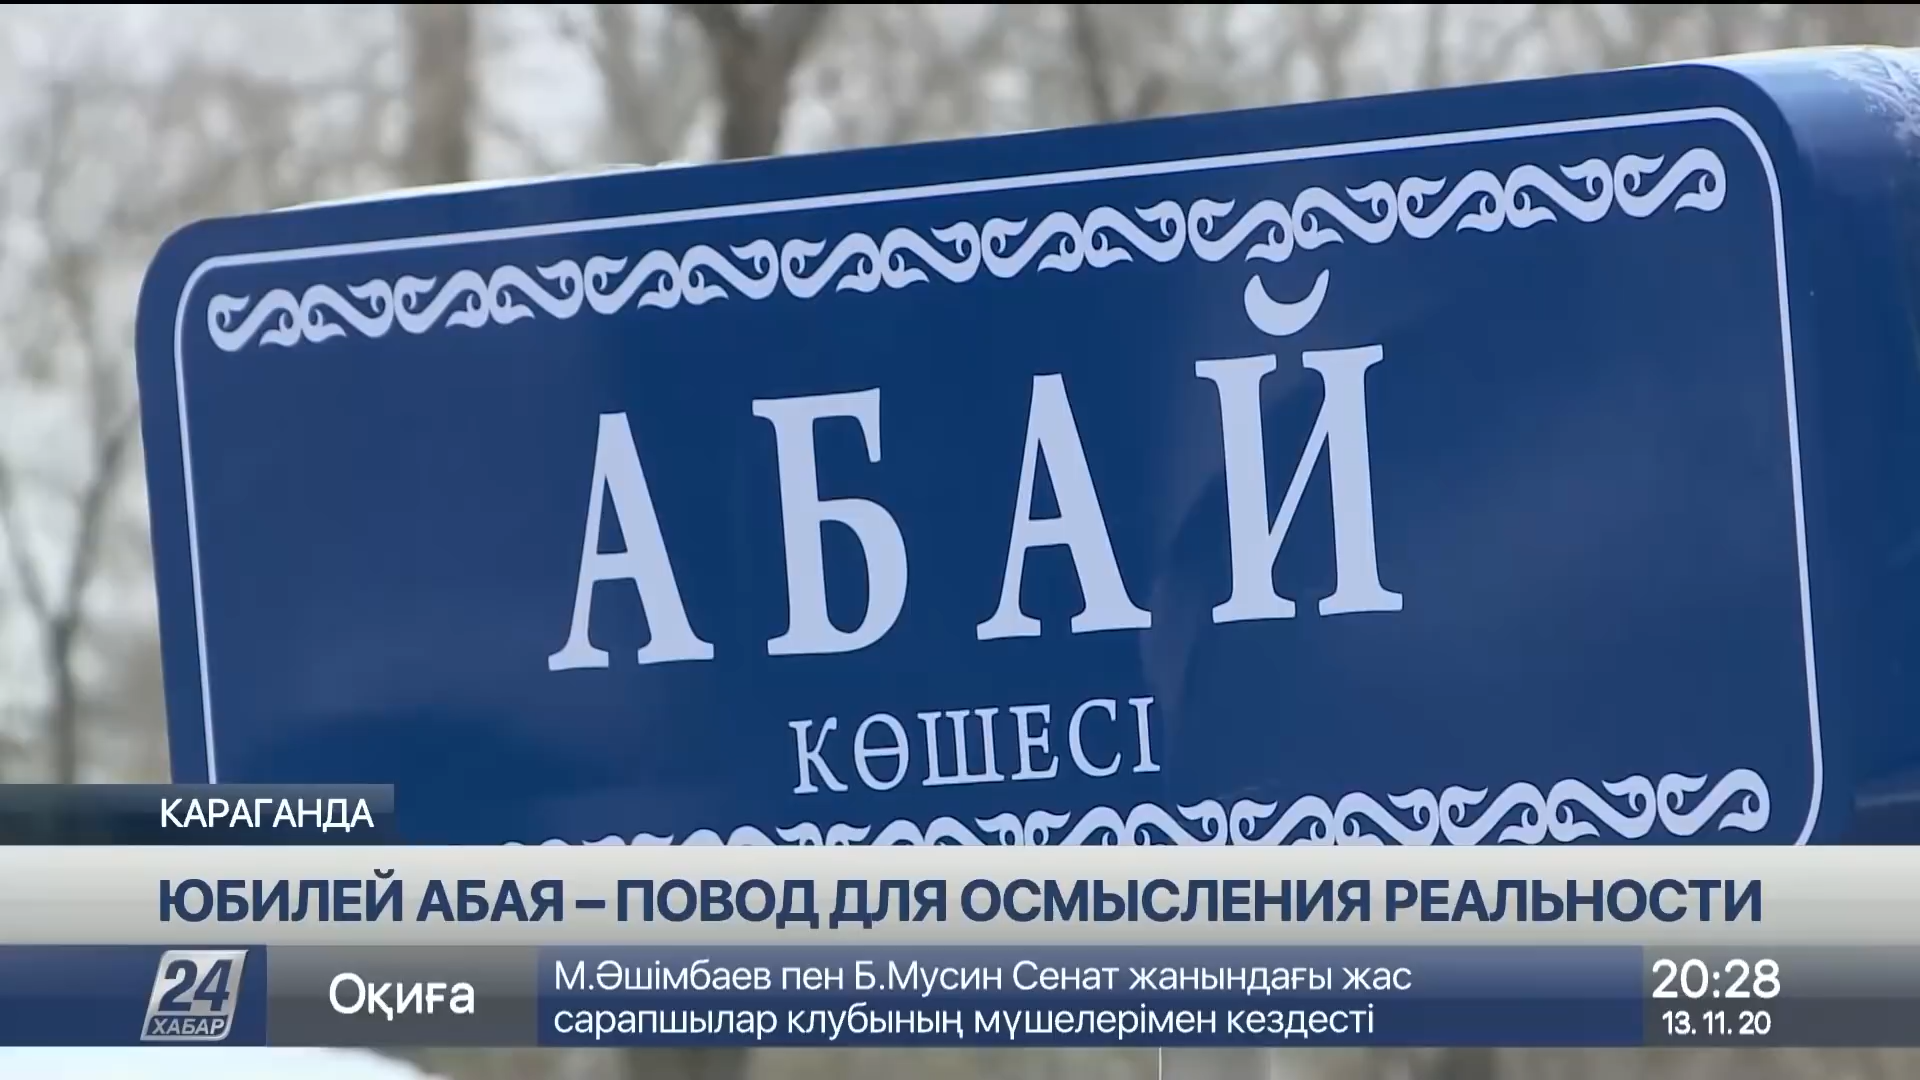 АБАЙ
КӨШЕСІ
КАРАГАНДА
ЮБИЛЕЙ АБАЯ – ПОВОД ДЛЯ ОСМЫСЛЕНИЯ РЕАЛЬНОСТИ
24
ХАБАР
Оқиға
М.Әшімбаев пен Б.Мусин Сенат жанындағы жас
сарапшылар клубының мүшелерімен кездесті
20:28
13. 11. 20